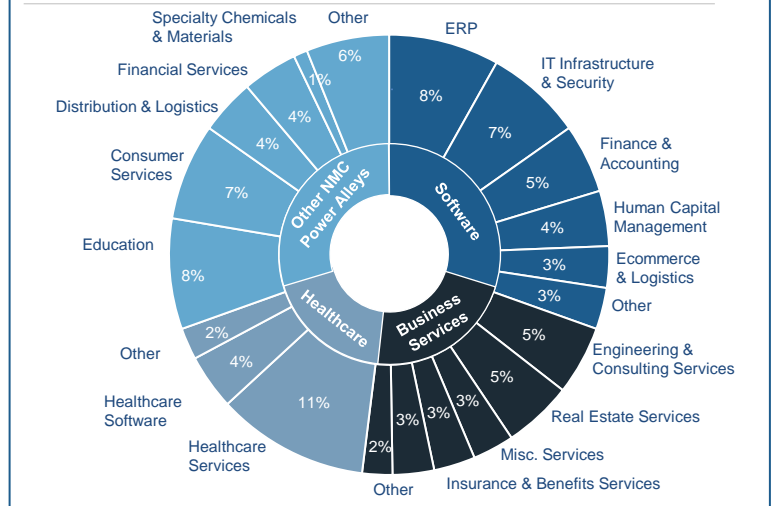 Specialty Chemicals
& Materials
Other
ERP
6%
1%
8%
Financial Services
4%
IT Infrastructure
& Security
7%
Distribution & Logistics
4%
Finance &
Accounting
5%
Consumer
Services
7%
Human Capital
Management
4%
Other NMC
Power Alleys
Software
Education
8%
Ecommerce
& Logistics
3%
Other
3%
Healthcare
Business
Services
Other
2%
Engineering &
Consulting Services
5%
Healthcare
Software
4%
Real Estate Services
5%
Healthcare
Services
11%
Misc. Services
3%
Insurance & Benefits Services
3%
3%
Other
2%